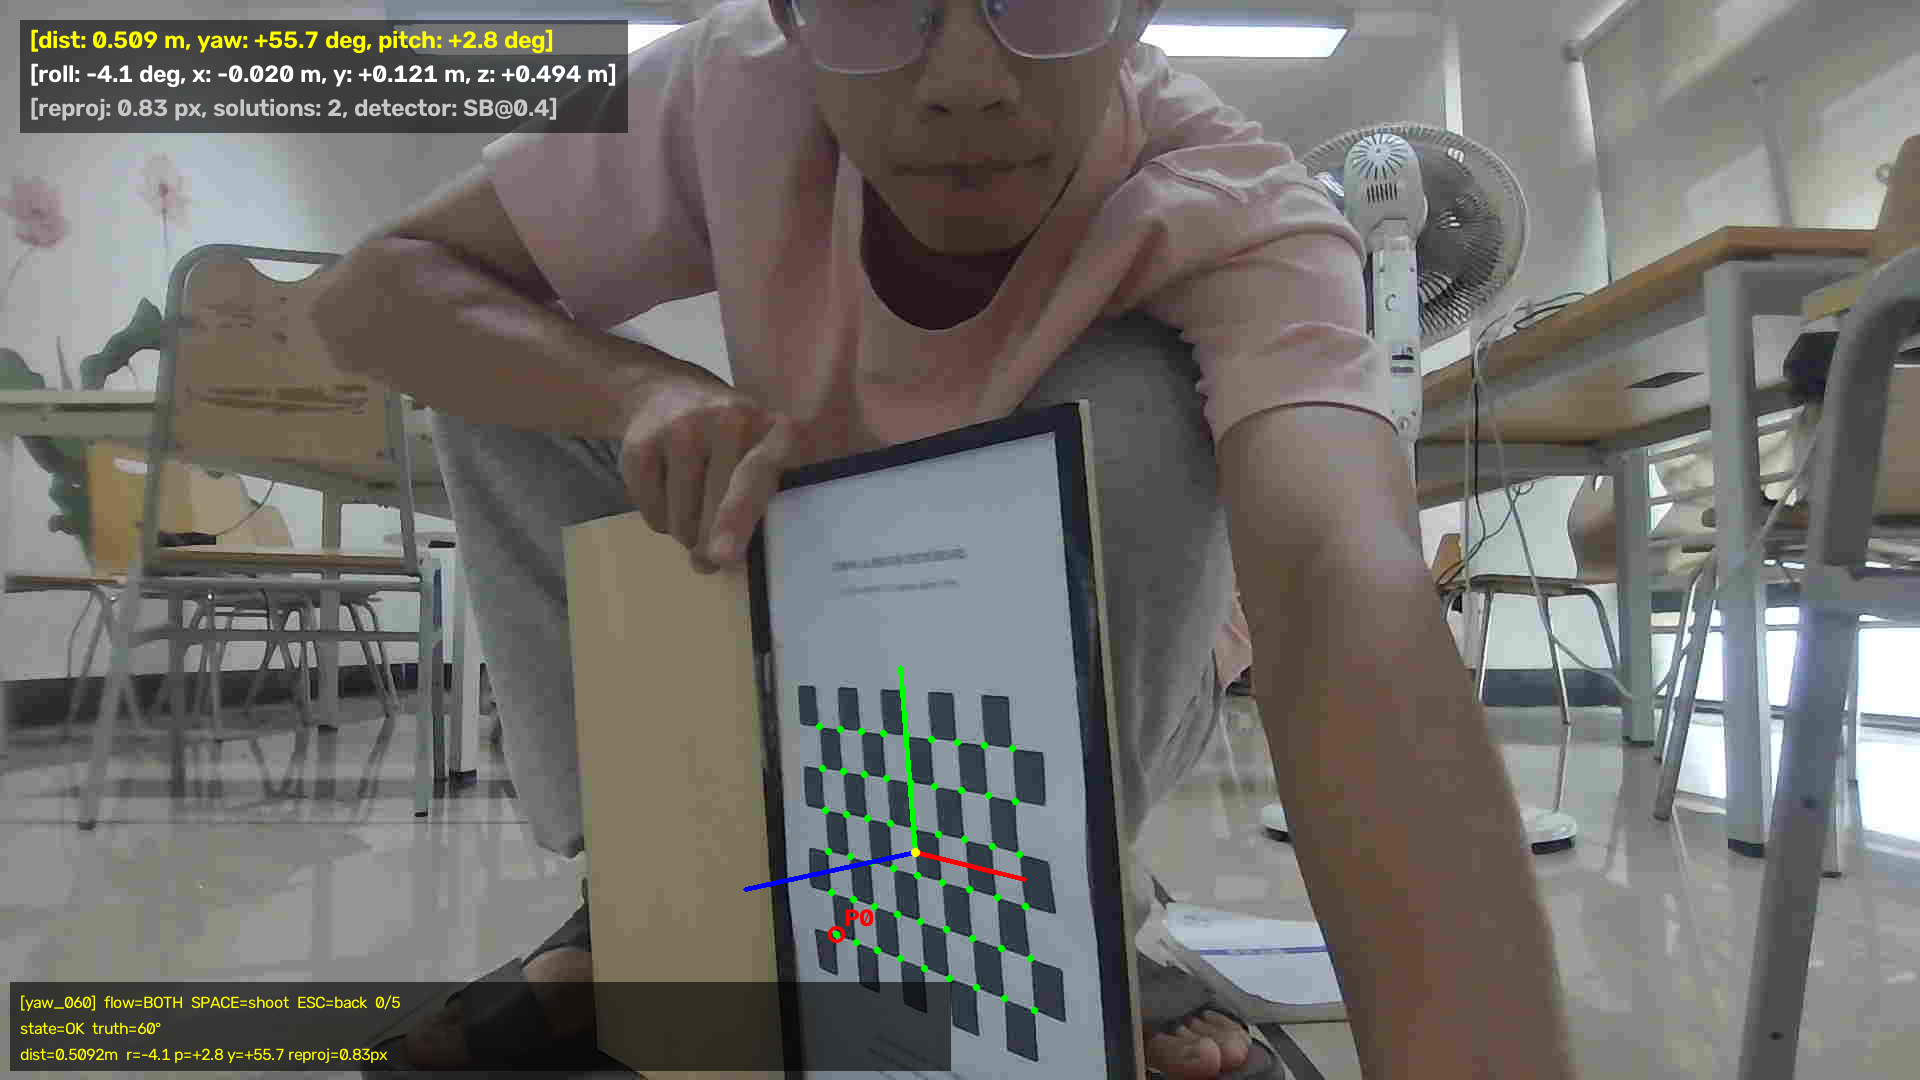 [dist: 0.509 m, yaw: +55.7 deg, pitch: +2.8 deg]
[roll: -4.1 deg, x: -0.020 m, y: +0.121 m, z: +0.494 m]
[reproj: 0.83 px, solutions: 2, detector: SB@0.4]
P0
[yaw_060] flow=BOTH SPACE=shoot ESC=back 0/5
state=OK truth=60°
dist=0.5092m r=-4.1 p=+2.8 y=+55.7 reproj=0.83px